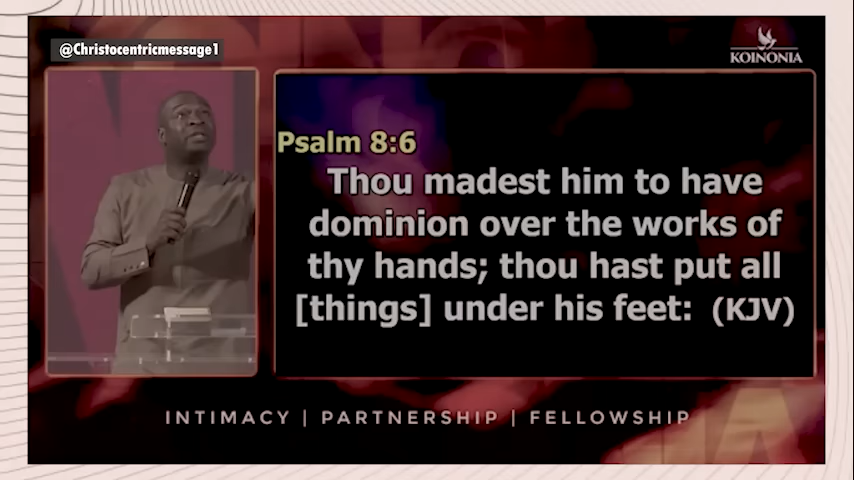 @Christocentricmessage1
KOINONIA
Psalm 8:6
Thou madest him to have
dominion over the works of
thy hands; thou hast put all
[things] under his feet: (KJV)
INTIMACY | PARTNERSHIP | FELLOWSHIP